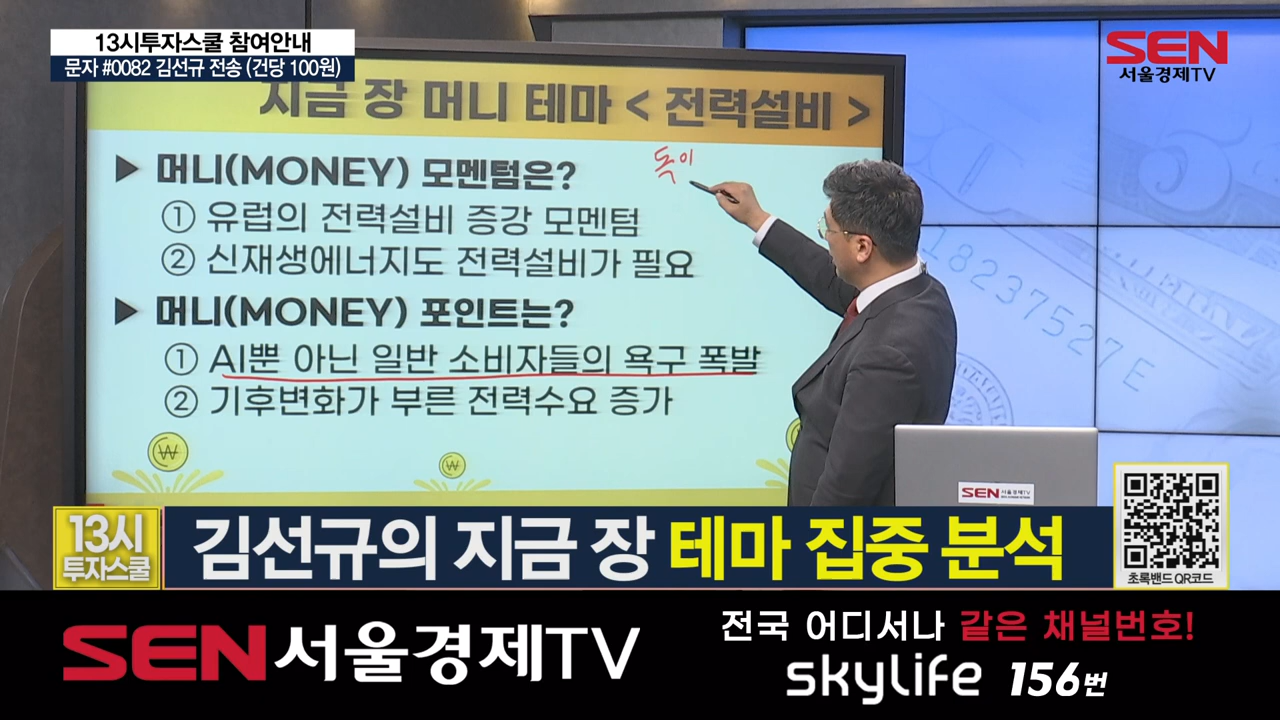 13시투자스쿨 참여안내
문자 #0082 김선규 전송 (건당 100원)
SEN
서울경제TV
지금 장 머니 테마 < 전력설비 >
독이
▶ 머니(MONEY) 모멘텀은?
① 유럽의 전력설비 증강 모멘텀
② 신재생에너지도 전력설비가 필요
▶ 머니(MONEY) 포인트는?
① AI뿐 아닌 일반 소비자들의 욕구 폭발
② 기후변화가 부른 전력수요 증가
18237527E
SEN 서울경제TV
13시
투자스쿨
김선규의 지금 장 테마 집중 분석
초록밴드 QR코드
SEN 서울경제TV
전국 어디서나 같은 채널번호!
skylife 156번